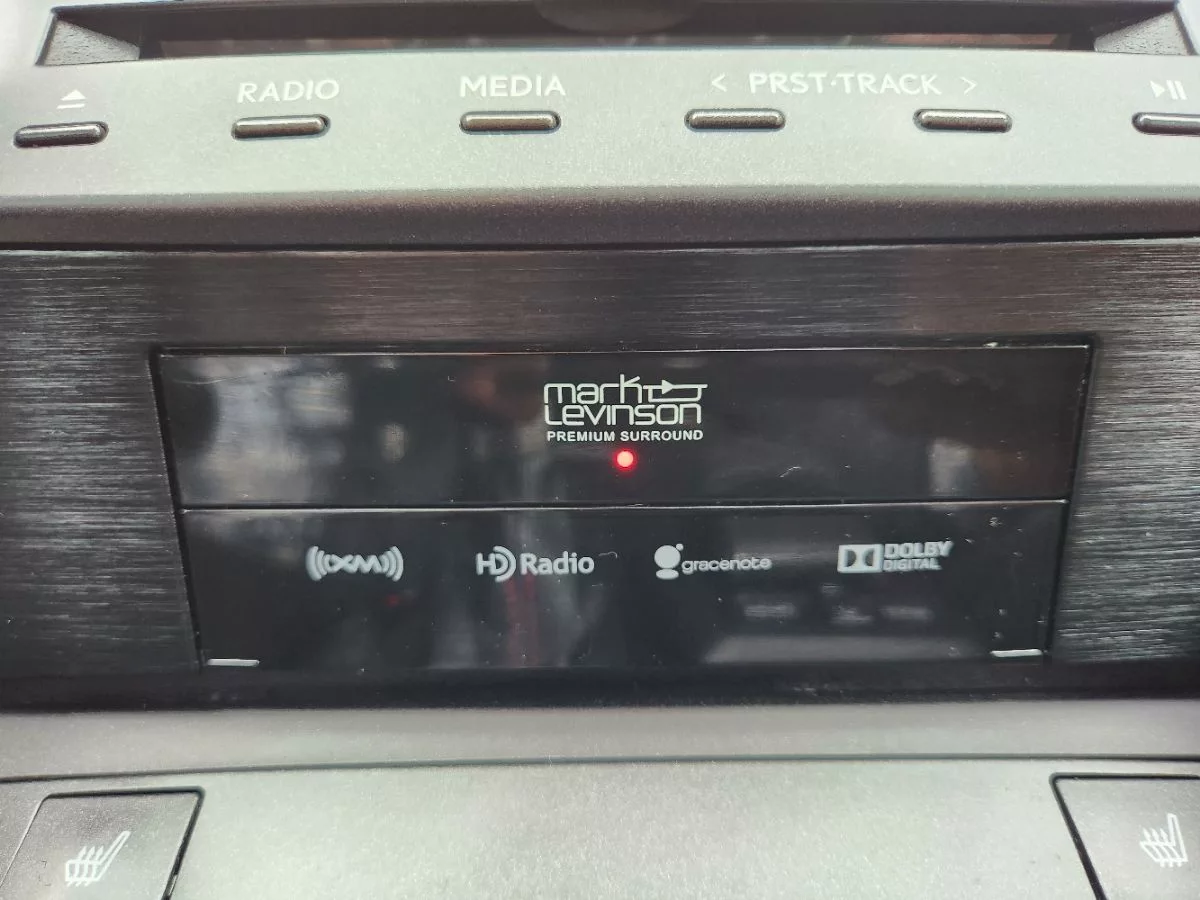 RADIO
MEDIA
< PRST·TRACK >
mark
LEVINSON
PREMIUM SURROUND
((XM))
HD Radio
gracenote
DOLBY
DIGITAL